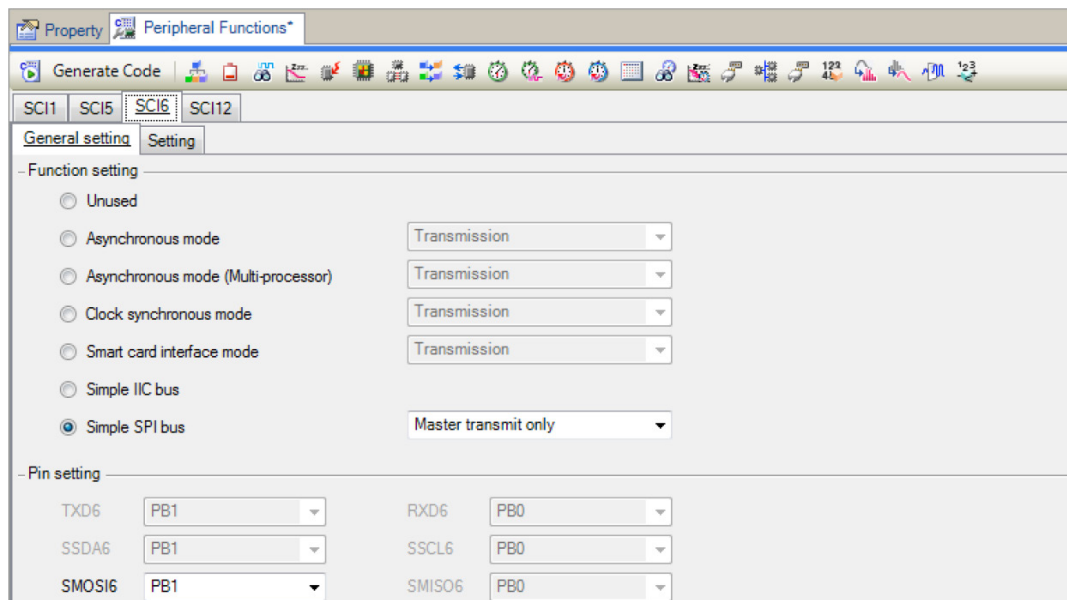 Property Peripheral Functions*
Generate Code
SCI1 SCI5 SCI6 SCI12
General setting Setting
Function setting
Unused
Asynchronous mode Transmission
Asynchronous mode (Multi-processor) Transmission
Clock synchronous mode Transmission
Smart card interface mode Transmission
Simple IIC bus
Simple SPI bus Master transmit only
Pin setting
TXD6 PB1 RXD6 PB0
SSDA6 PB1 SSCL6 PB0
SMOSI6 PB1 SMISO6 PB0